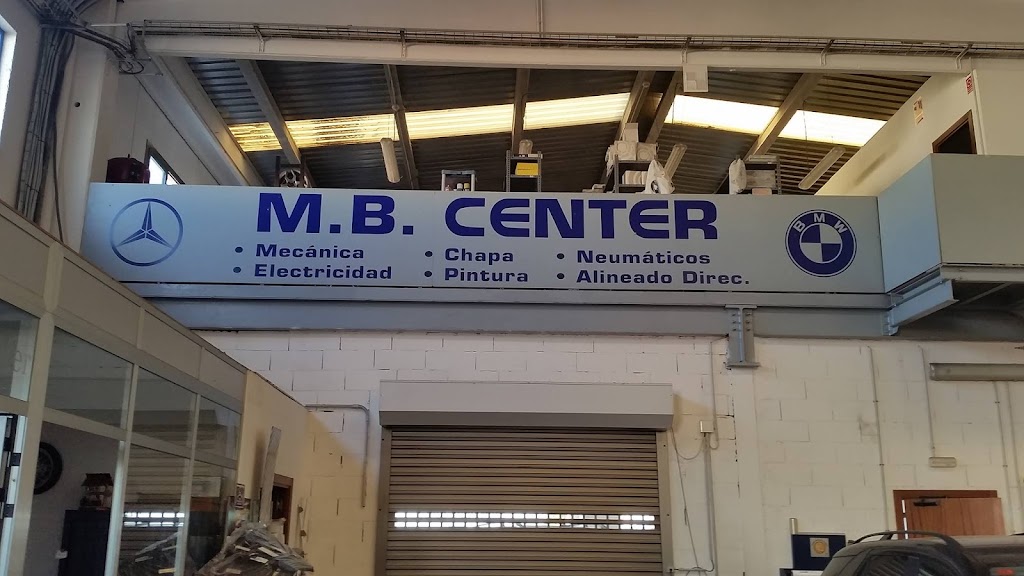 M.B. CENTER
• Mecánica • Chapa • Neumáticos
• Electricidad • Pintura • Alineado Direc.
BMW